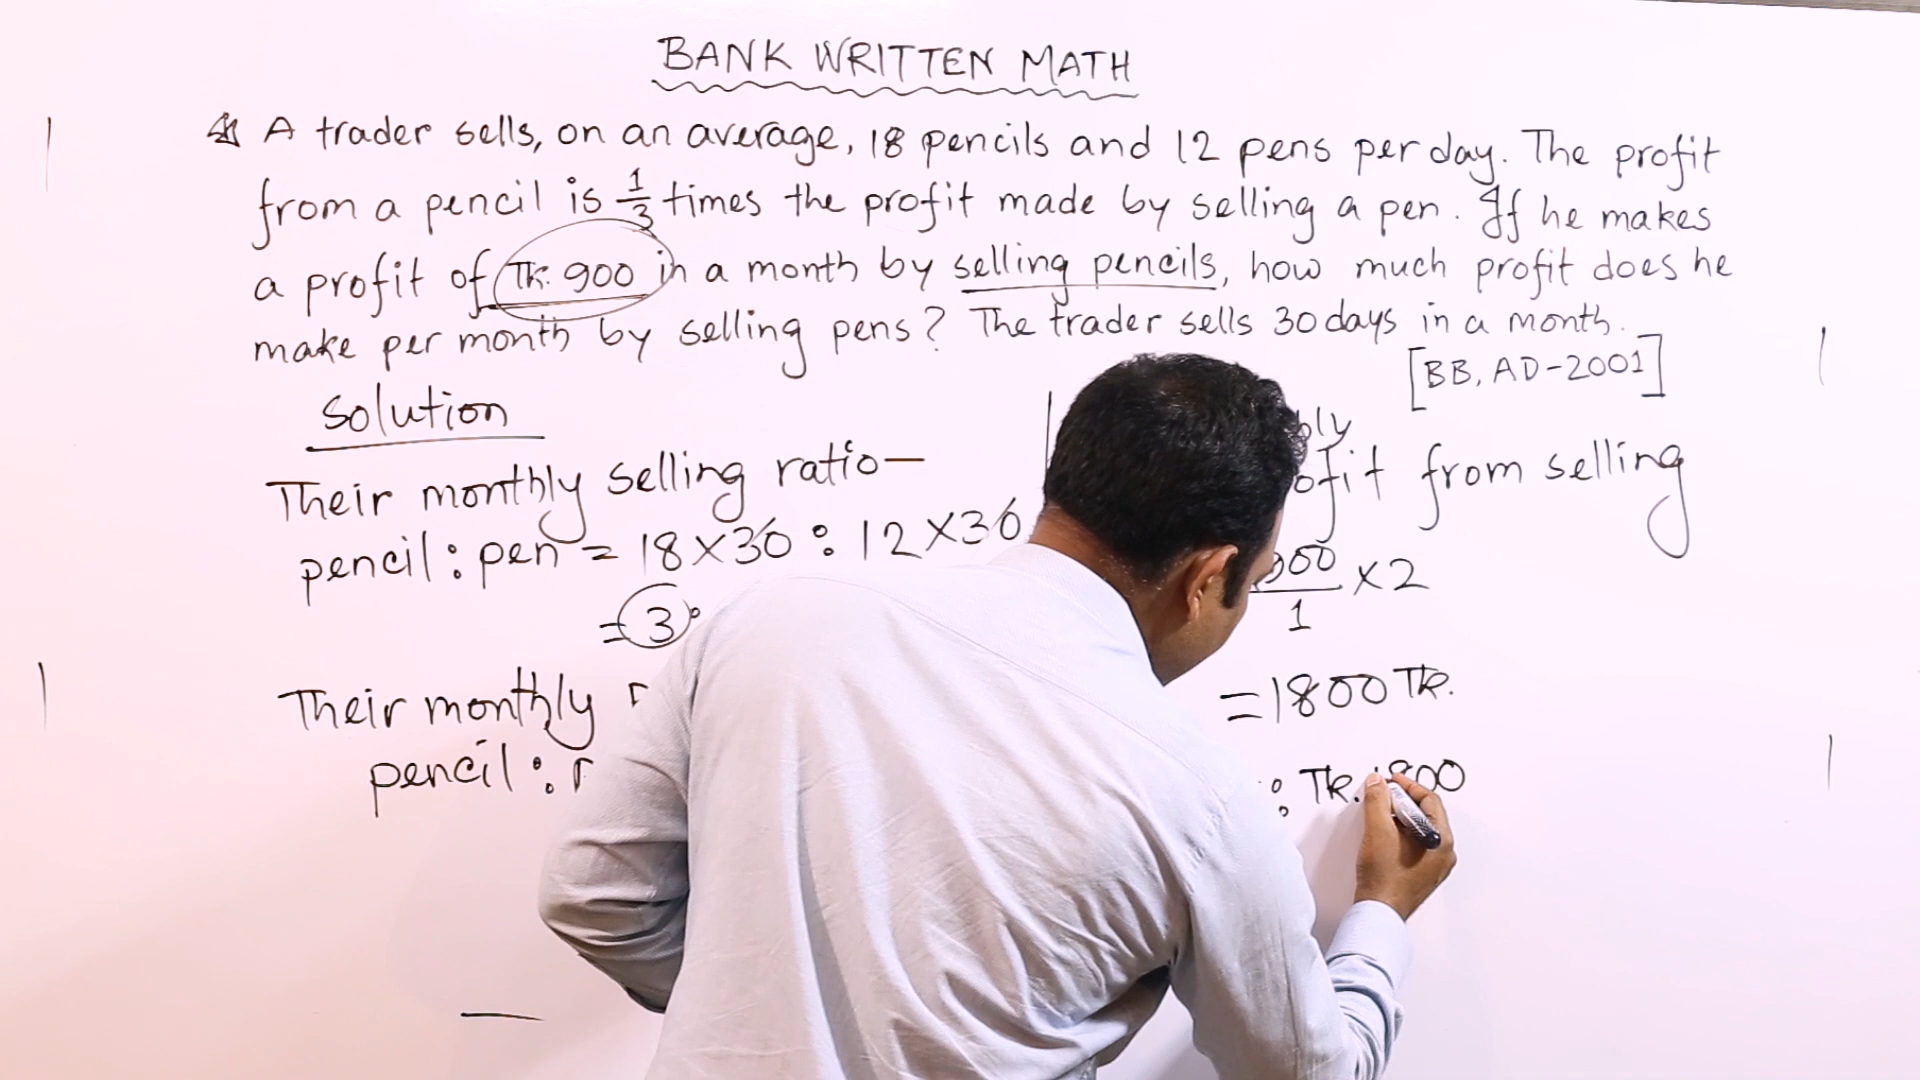 BANK WRITTEN MATH
A trader sells, on an average, 18 pencils and 12 pens per day. The profit
from a pencil is 1/3 times the profit made by selling a pen. If he makes
a profit of Tk. 900 in a month by selling pencils, how much profit does he
make per month by selling pens? The trader sells 30 days in a month.
[BB, AD-2001]
Solution
Their monthly selling ratio—
pencil : pen = 18×30 : 12×30
= 3 :
Their monthly
pencil :
from selling
×2
1
= 1800 Tk.
: Tk. 1800